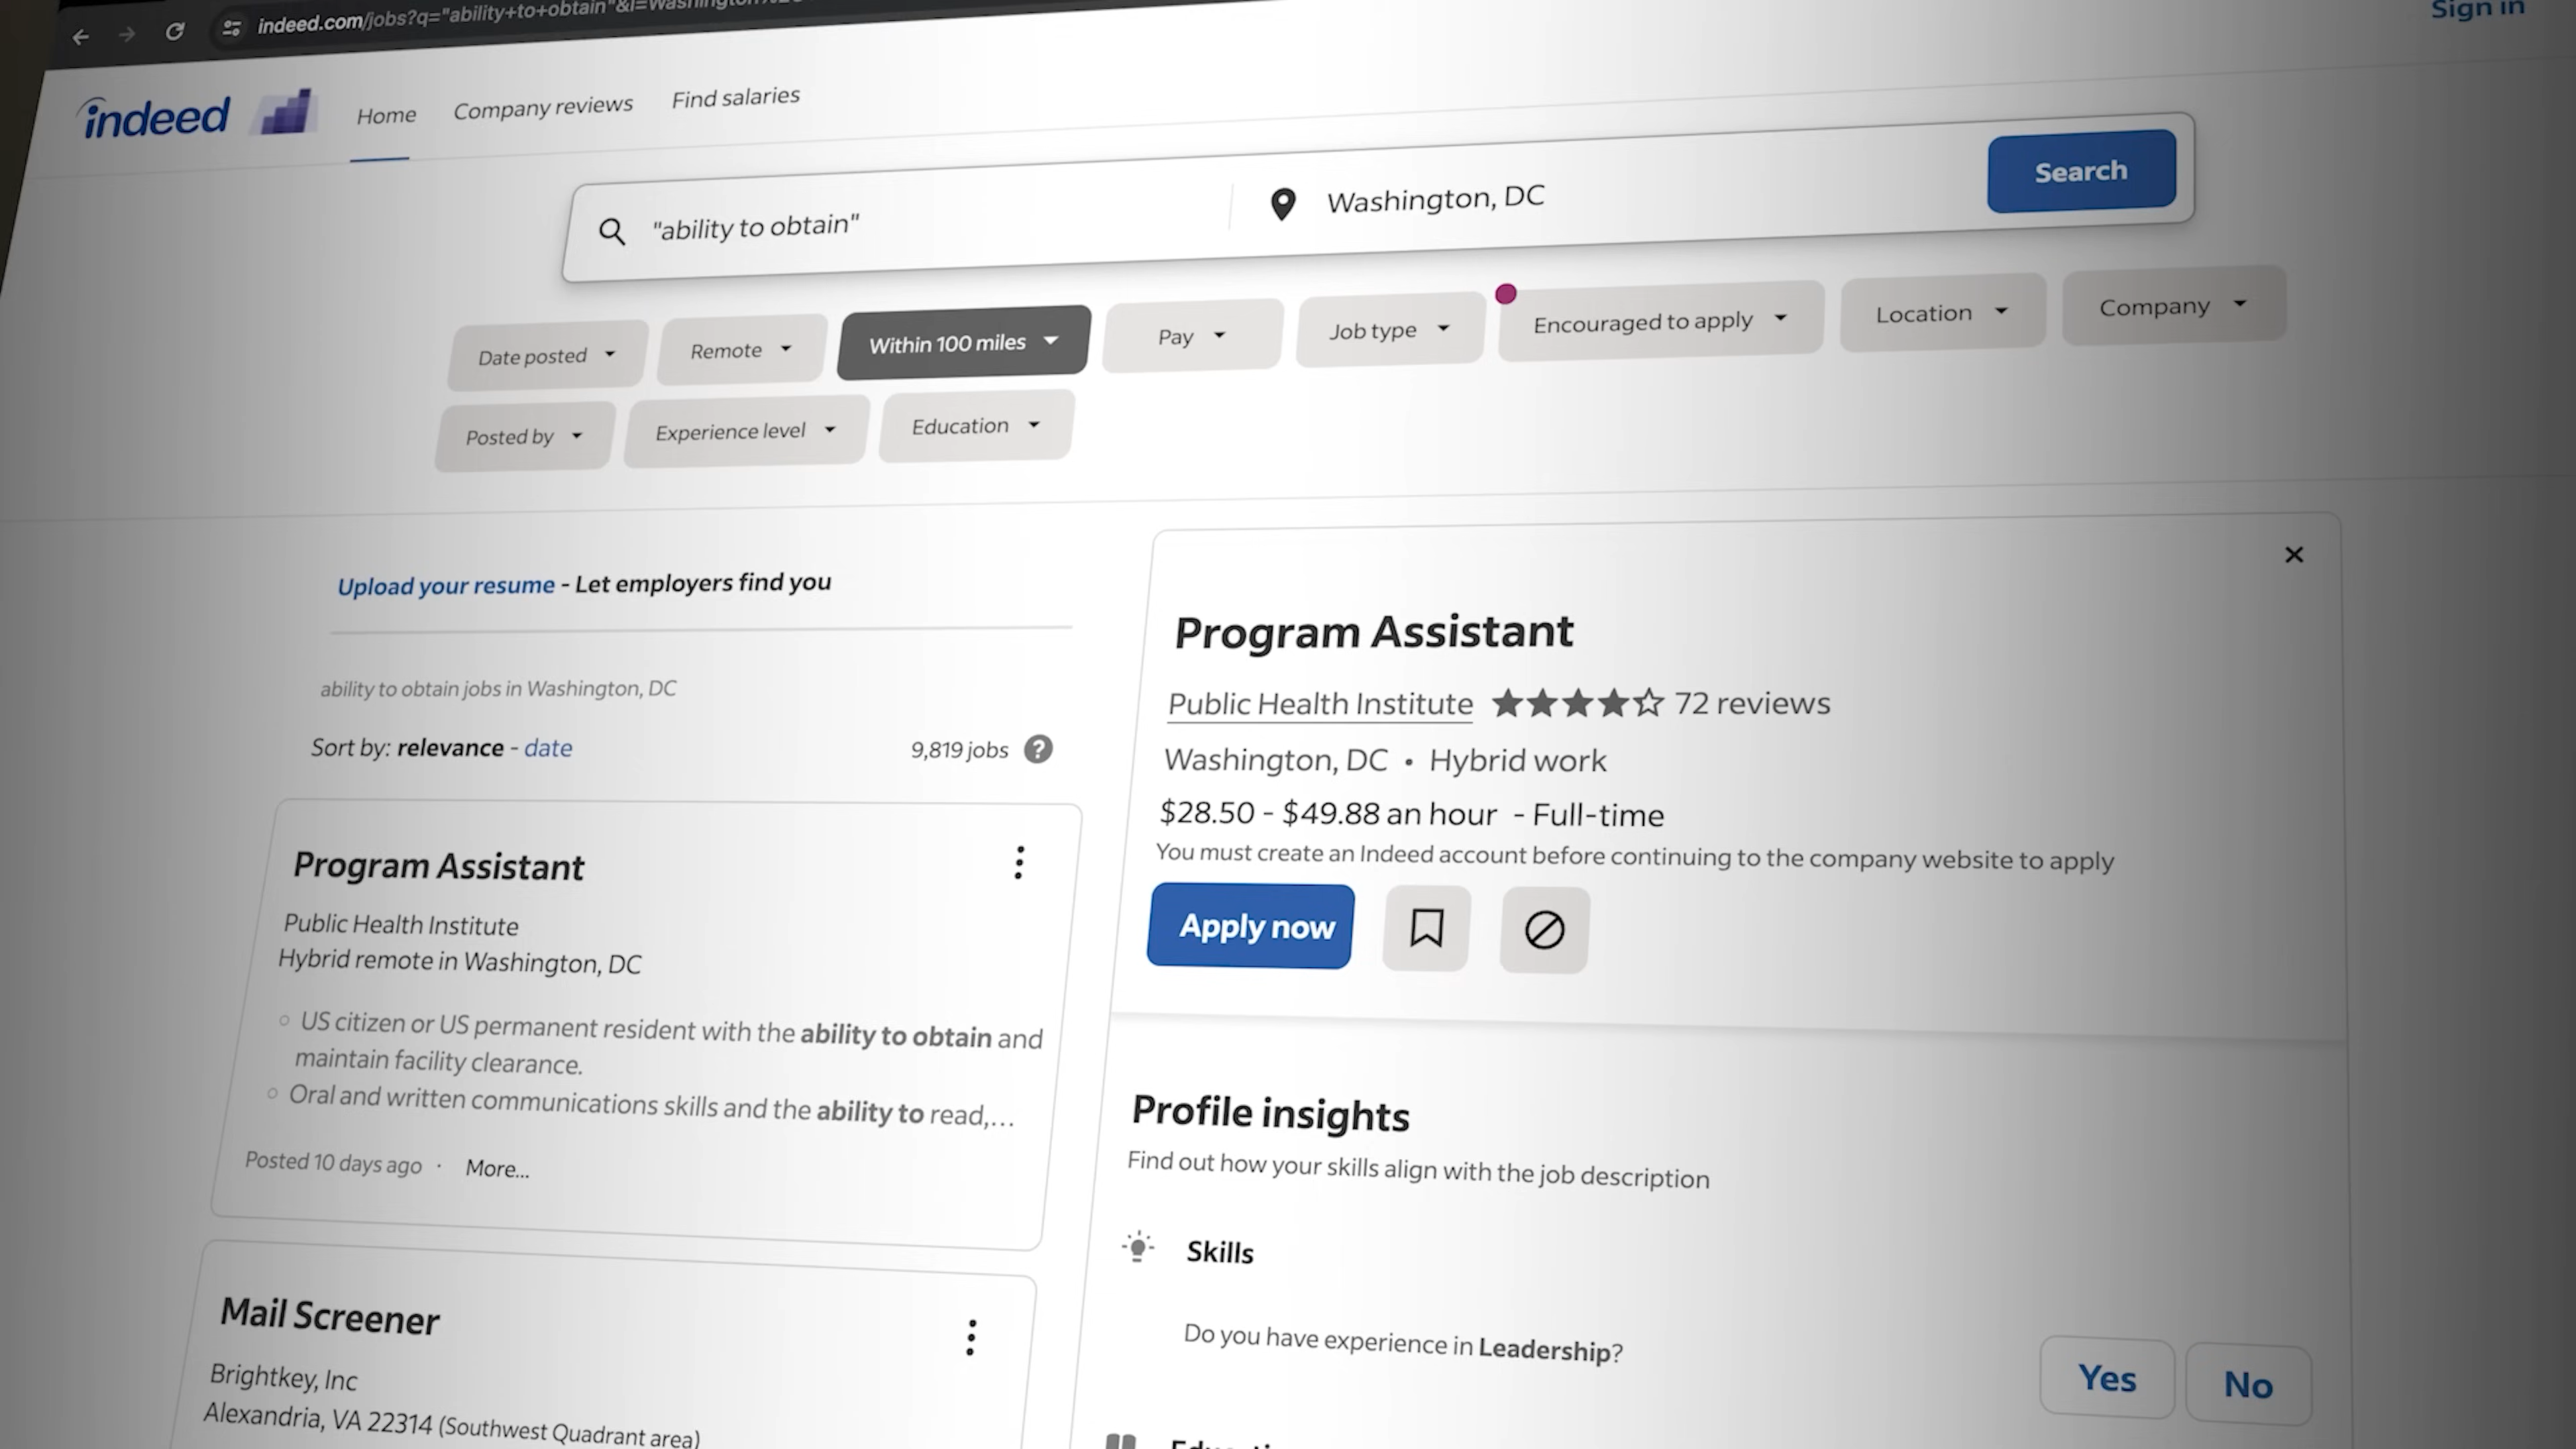 indeed.com/jobs?q="ability+to+obtain"&l=Washington
Sign in
indeed
Home
Company reviews
Find salaries
"ability to obtain"
Washington, DC
Search
Date posted
Remote
Within 100 miles
Pay
Job type
Encouraged to apply
Location
Company
Posted by
Experience level
Education
Upload your resume - Let employers find you
ability to obtain jobs in Washington, DC
Sort by: relevance - date
9,819 jobs
Program Assistant
Public Health Institute
Hybrid remote in Washington, DC
US citizen or US permanent resident with the ability to obtain and
maintain facility clearance.
Oral and written communications skills and the ability to read,...
Posted 10 days ago · More...
Mail Screener
Brightkey, Inc
Alexandria, VA 22314 (Southwest Quadrant area)
Program Assistant
Public Health Institute
72 reviews
Washington, DC • Hybrid work
$28.50 - $49.88 an hour - Full-time
You must create an Indeed account before continuing to the company website to apply
Apply now
Profile insights
Find out how your skills align with the job description
Skills
Do you have experience in Leadership?
Yes
No